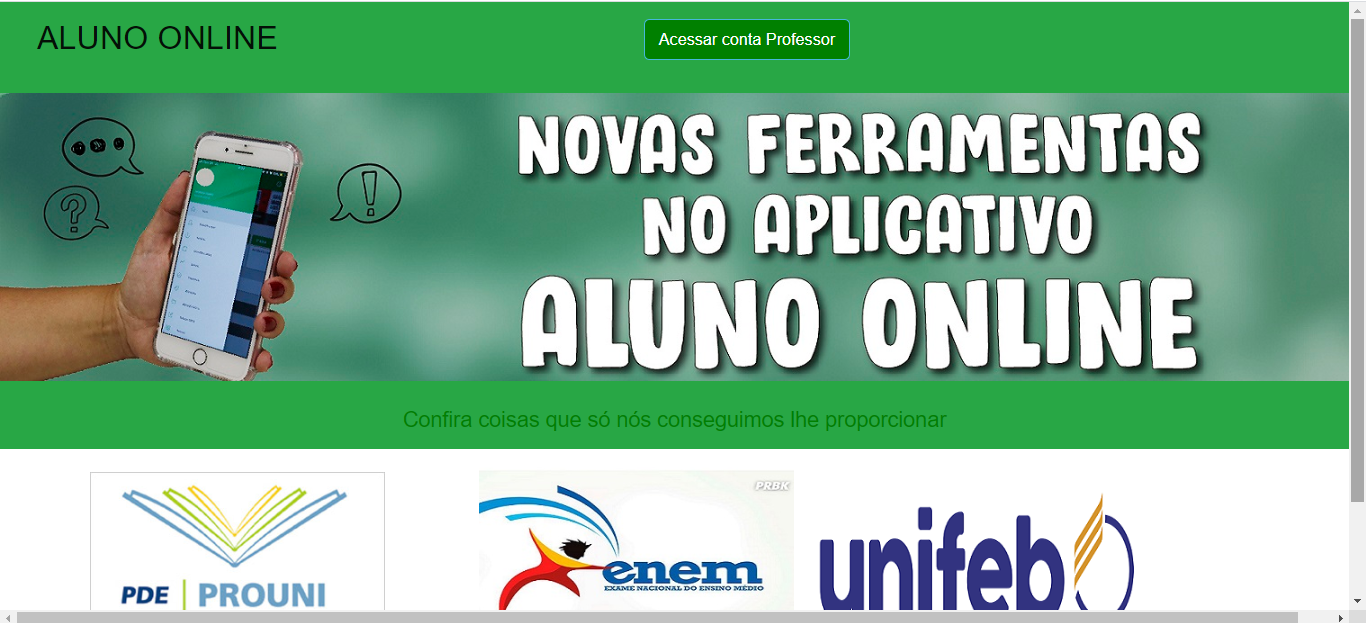 ALUNO ONLINE
Acessar conta Professor
NOVAS FERRAMENTAS
NO APLICATIVO
ALUNO ONLINE
Confira coisas que só nós conseguimos lhe proporcionar
PDE | PROUNI
PRBK
enem
EXAME NACIONAL DO ENSINO MÉDIO
unifeb